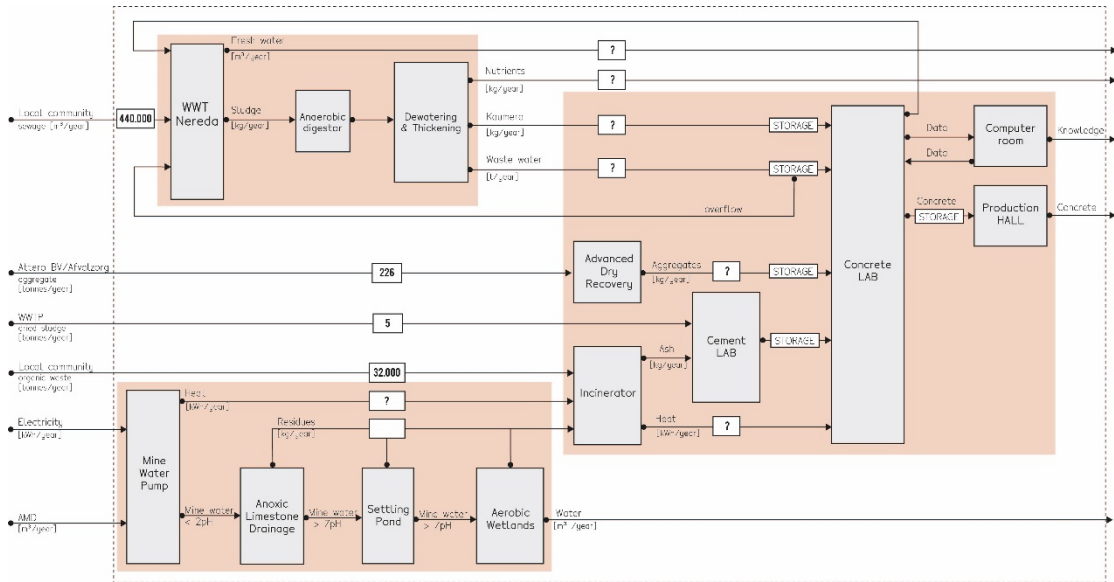 Fresh water
[m³/year]
?
Nutrients
[kg/year]
?
WWT
Nereda
Local community
sewage [m³/year]
440.000
Sludge
[kg/year]
Anaerobic
digestor
Dewatering
& Thickening
Kaumera
[kg/year]
?
STORAGE
Data
Data
Computer
room
Knowledge
Waste water
[t/year]
?
STORAGE
overflow
Concrete
STORAGE
Production
HALL
Concrete
Concrete
LAB
Attero BV/Afvalzorg
aggregate
[tonnes/year]
226
Advanced
Dry
Recovery
Aggregates
[kg/year]
?
STORAGE
WWTP
dried sludge
[tonnes/year]
5
Cement
LAB
STORAGE
Local community
organic waste
[tonnes/year]
32.000
Incinerator
Ash
[kg/year]
Heat
[kWh/year]
?
Heat
[kWh/year]
?
Electricity
[kWh/year]
Residues
[kg/year]
Mine
Water
Pump
Mine water
< 2pH
Anoxic
Limestone
Drainage
Mine water
> 7pH
Settling
Pond
Mine water
> 7pH
Aerobic
Wetlands
Water
[m³/year]
AMD
[m³/year]